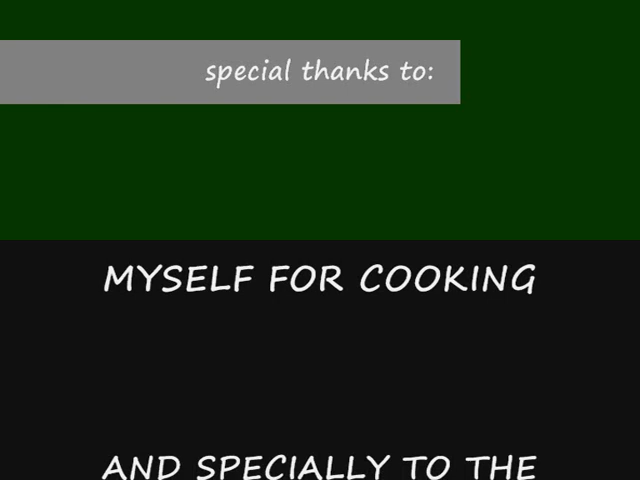 special thanks to:
MYSELF FOR COOKING
AND SPECIALLY TO THE